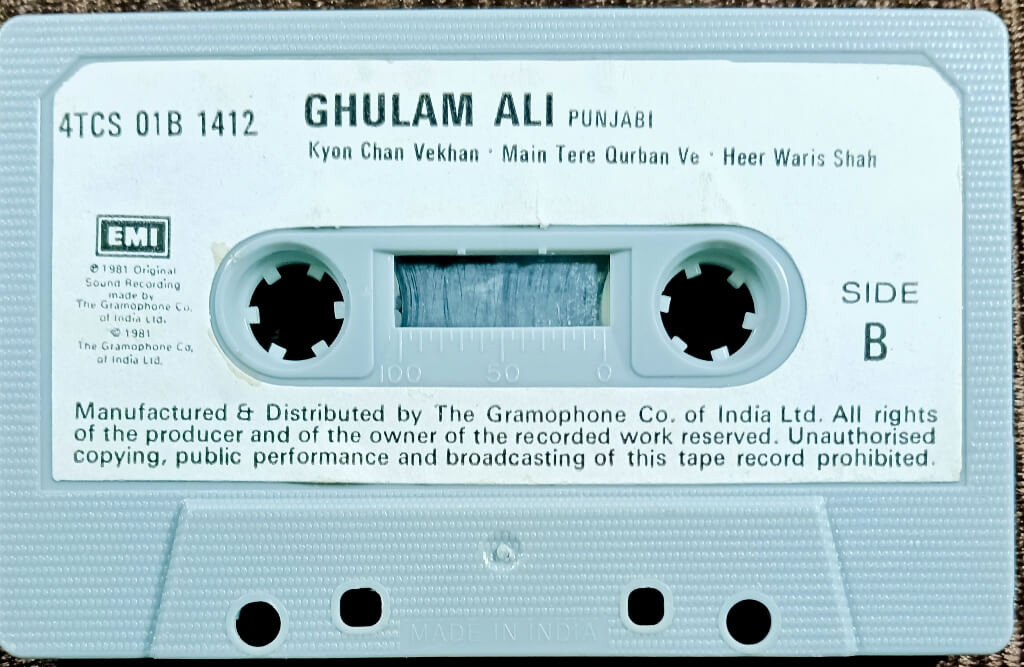 4TCS 01B 1412
GHULAM ALI PUNJABI
Kyon Chan Vekhan · Main Tere Qurban Ve · Heer Waris Shah
EMI
℗ 1981 Original
Sound Recording
made by
The Gramophone Co.
of India Ltd.
© 1981
The Gramophone Co.
of India Ltd.
SIDE
B
100 50 0
Manufactured & Distributed by The Gramophone Co. of India Ltd. All rights
of the producer and of the owner of the recorded work reserved. Unauthorised
copying, public performance and broadcasting of this tape record prohibited.
MADE IN INDIA